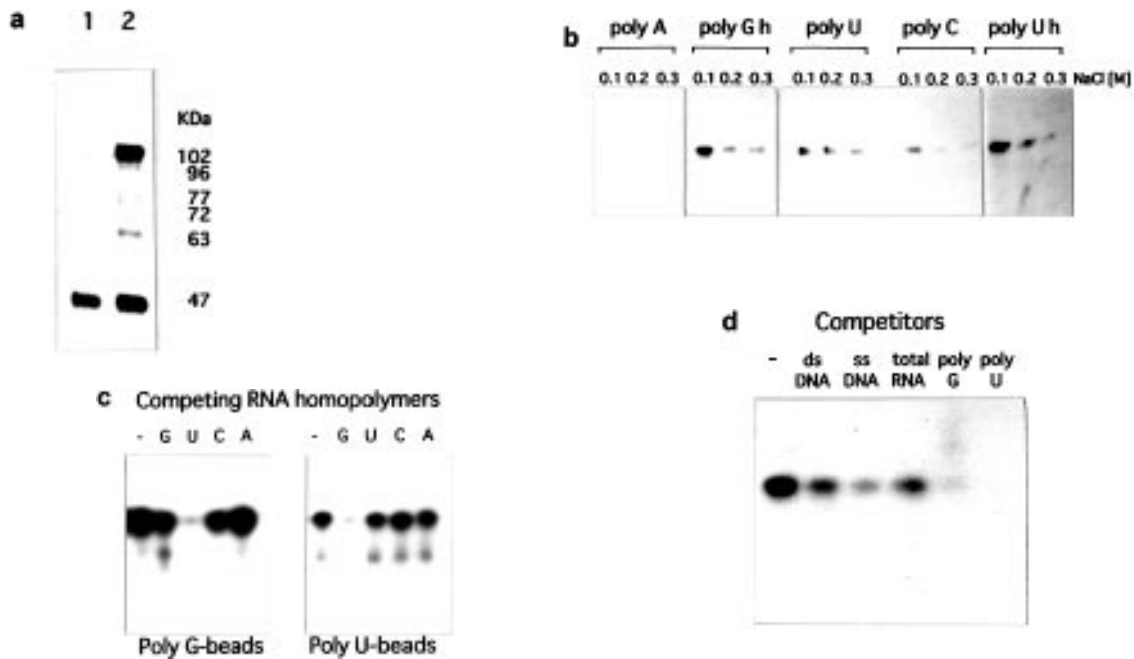 a
1 2
KDa
102
96
77
72
63
47
b
poly A poly G h poly U poly C poly U h
0.1 0.2 0.3 0.1 0.2 0.3 0.1 0.2 0.3 0.1 0.2 0.3 0.1 0.2 0.3 NaCl [M]
c Competing RNA homopolymers
- G U C A - G U C A
Poly G-beads Poly U-beads
d Competitors
- ds ss total poly poly
DNA DNA RNA G U